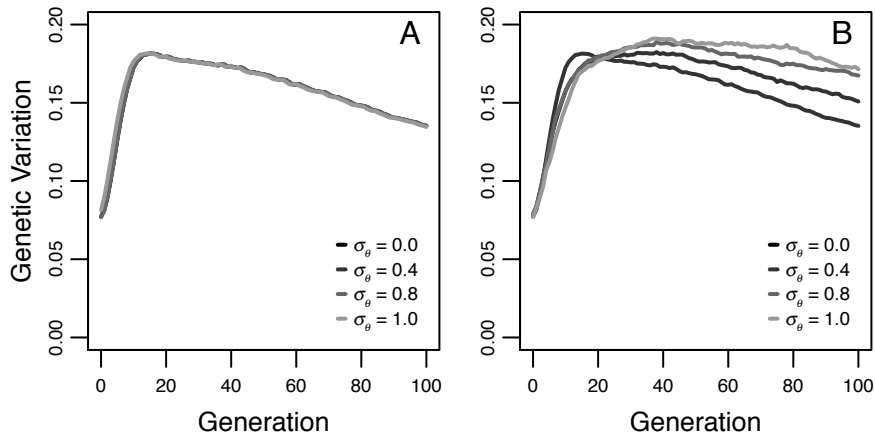 A
Genetic Variation
0.20
0.15
0.10
0.05
0.00
σθ = 0.0
σθ = 0.4
σθ = 0.8
σθ = 1.0
0 20 40 60 80 100
Generation
B
0.20
0.15
0.10
0.05
0.00
σθ = 0.0
σθ = 0.4
σθ = 0.8
σθ = 1.0
0 20 40 60 80 100
Generation